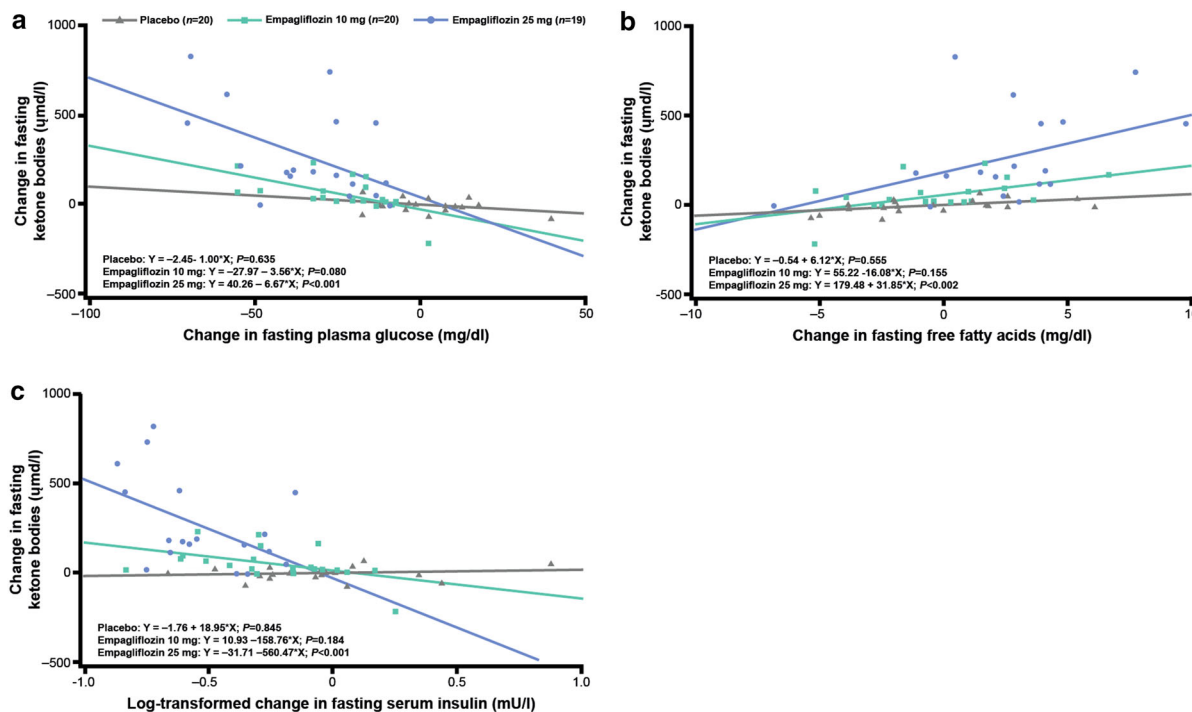 a
Placebo (n=20) Empagliflozin 10 mg (n=20) Empagliflozin 25 mg (n=19)
1000
500
0
–500
Change in fasting
ketone bodies (ųmd/l)
Placebo: Y = –2.45- 1.00*X; P=0.635
Empagliflozin 10 mg: Y = –27.97 – 3.56*X; P=0.080
Empagliflozin 25 mg: Y = 40.26 – 6.67*X; P<0.001
–100 –50 0 50
Change in fasting plasma glucose (mg/dl)
b
1000
500
0
-500
Change in fasting
ketone bodies (ųmd/l)
Placebo: Y = –0.54 + 6.12*X; P=0.555
Empagliflozin 10 mg: Y = 55.22 -16.08*X; P=0.155
Empagliflozin 25 mg: Y = 179.48 + 31.85*X; P<0.002
–10 –5 0 5 10
Change in fasting free fatty acids (mg/dl)
c
1000
500
0
–500
Change in fasting
ketone bodies (ųmd/l)
Placebo: Y = –1.76 + 18.95*X; P=0.845
Empagliflozin 10 mg: Y = 10.93 –158.76*X; P=0.184
Empagliflozin 25 mg: Y = –31.71 –560.47*X; P<0.001
-1.0 –0.5 0 0.5 1.0
Log-transformed change in fasting serum insulin (mU/l)